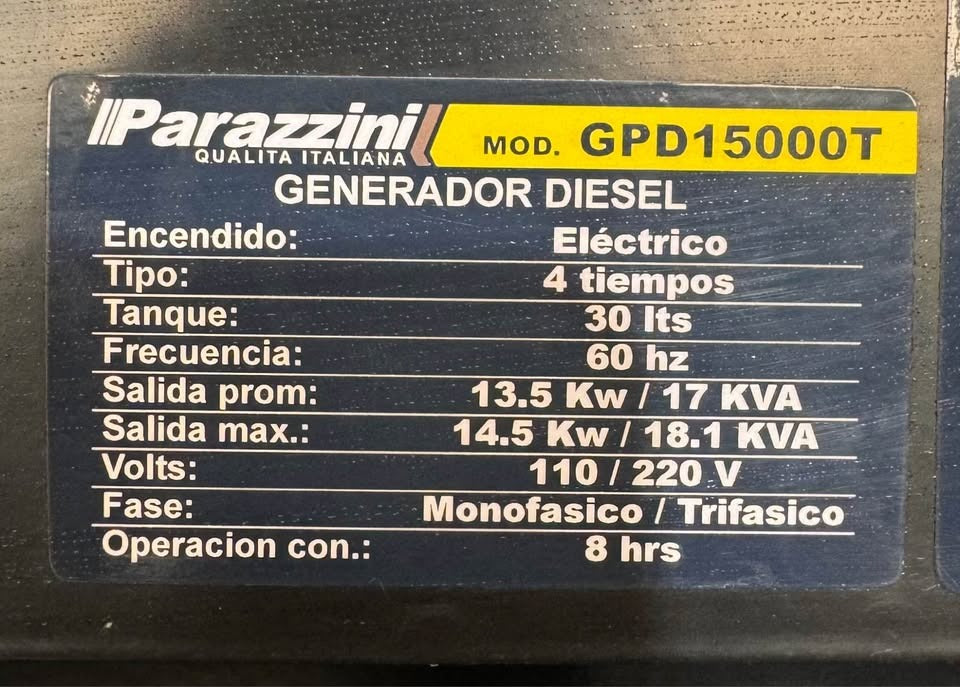 Parazzini
QUALITA ITALIANA
MOD. GPD15000T
GENERADOR DIESEL
Encendido: Eléctrico
Tipo: 4 tiempos
Tanque: 30 lts
Frecuencia: 60 hz
Salida prom: 13.5 Kw / 17 KVA
Salida max.: 14.5 Kw / 18.1 KVA
Volts: 110 / 220 V
Fase: Monofasico / Trifasico
Operacion con.: 8 hrs